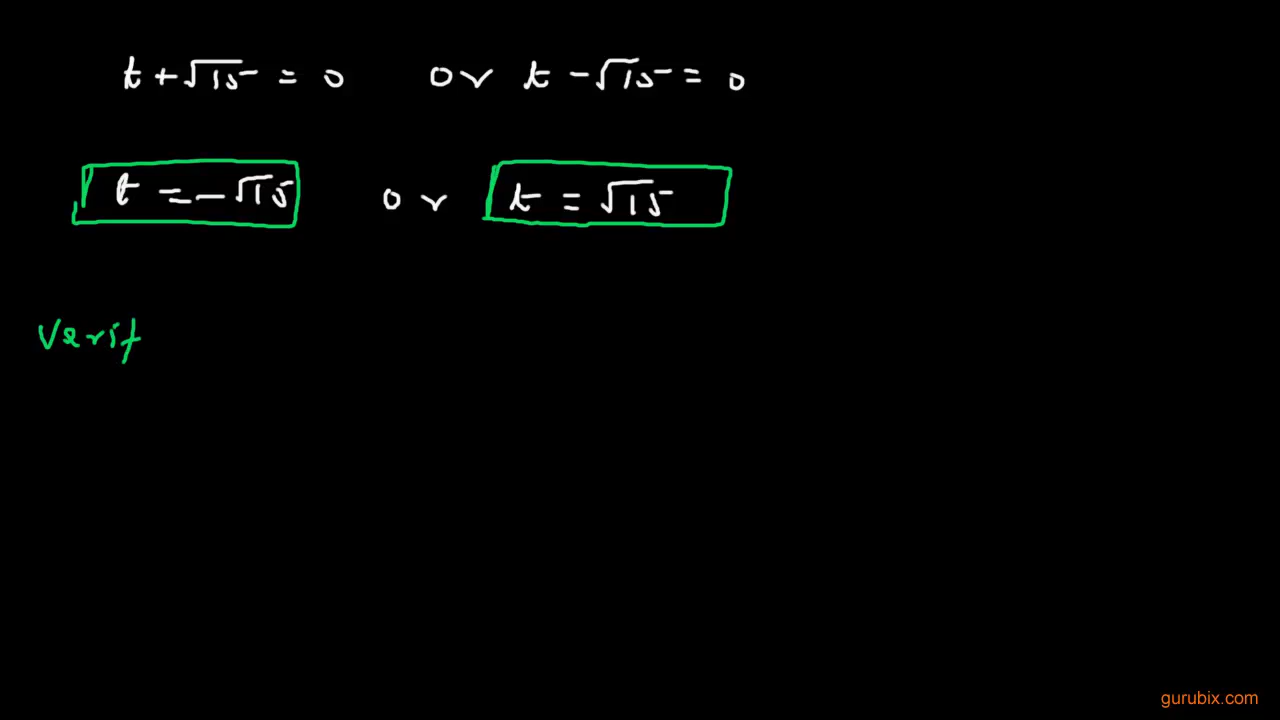 t + √15 = 0 or t - √15 = 0
t = - √15 or t = √15
Verif
gurubix.com